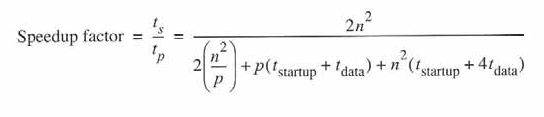 Speedup factor = t_s/t_p = 2n^2 / (2(n^2/p) + p(t_startup + t_data) + n^2(t_startup + 4t_data))